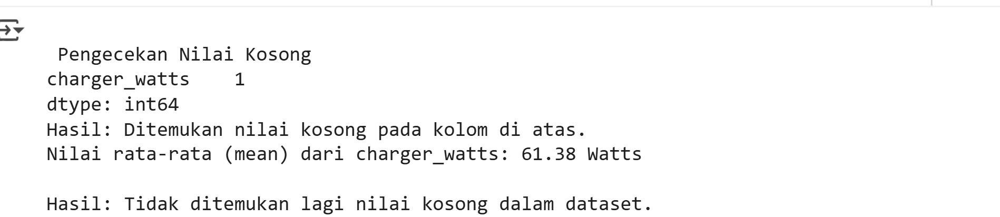 Pengecekan Nilai Kosong
charger_watts    1
dtype: int64
Hasil: Ditemukan nilai kosong pada kolom di atas.
Nilai rata-rata (mean) dari charger_watts: 61.38 Watts
Hasil: Tidak ditemukan lagi nilai kosong dalam dataset.